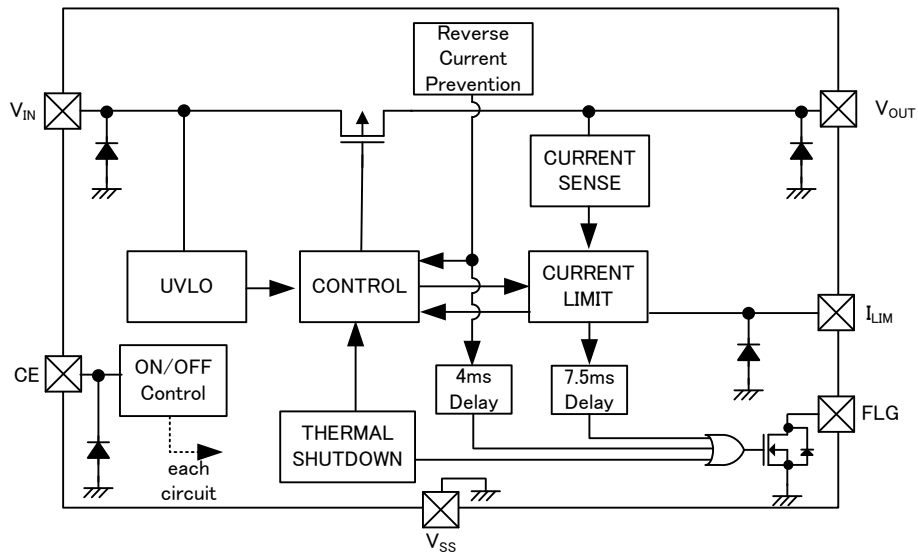 Reverse
Current
Prevention
VIN
VOUT
CURRENT
SENSE
UVLO
CONTROL
CURRENT
LIMIT
ILIM
CE
ON/OFF
Control
4ms
Delay
7.5ms
Delay
FLG
THERMAL
SHUTDOWN
each
circuit
VSS